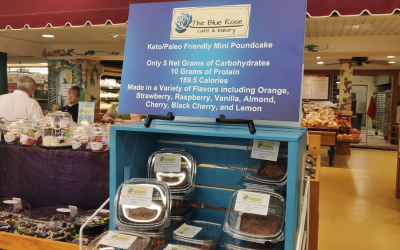 The Blue Rose
cafe & bakery
Keto/Paleo Friendly Mini Poundcake
Only 5 Net Grams of Carbohydrates
10 Grams of Protein
189.5 Calories
Made in a Variety of Flavors including Orange,
Strawberry, Raspberry, Vanilla, Almond,
Cherry, Black Cherry, and Lemon